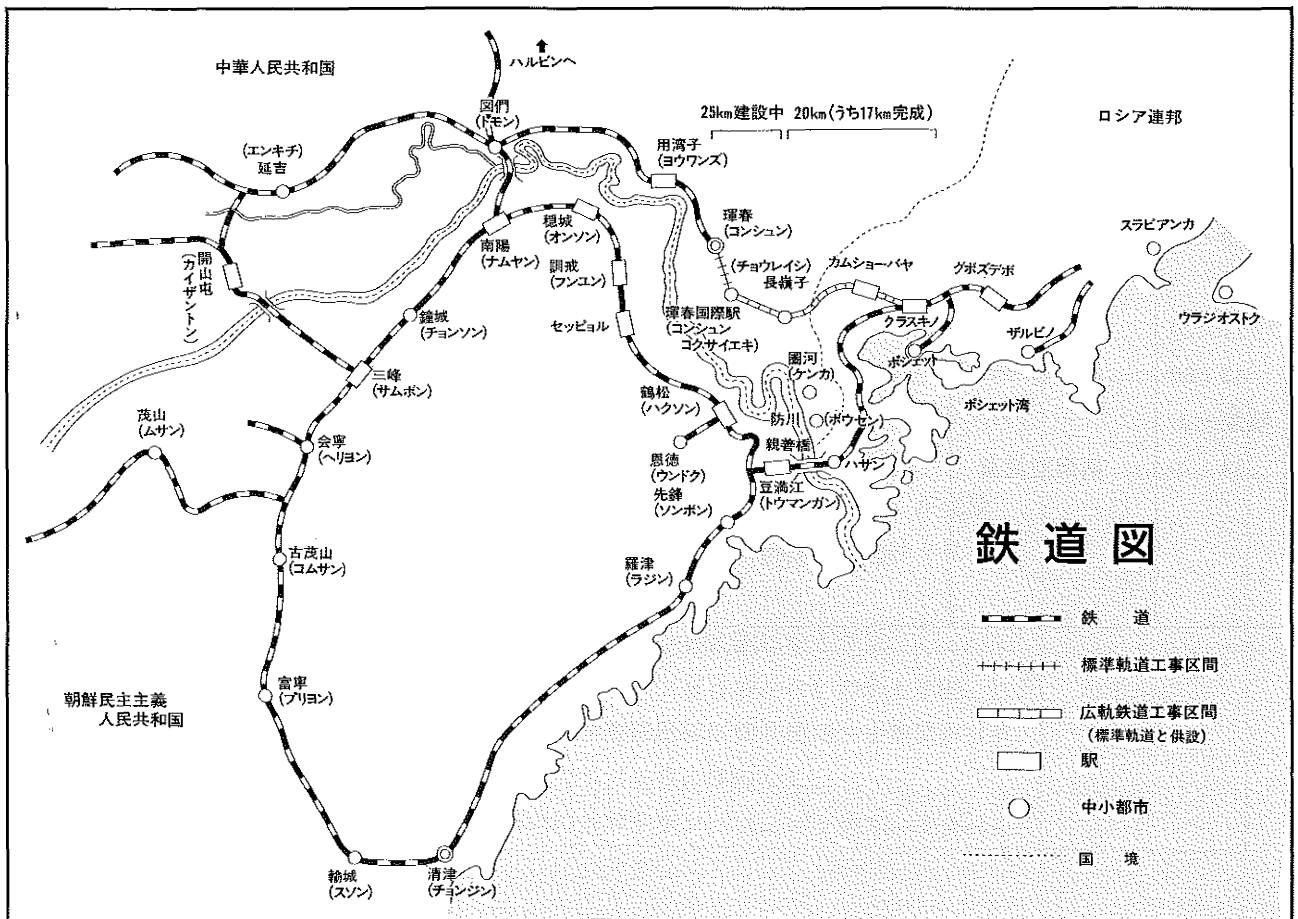 中華人民共和国
ハルビンへ
図們
(トモン)
25km建設中 20km(うち17km完成)
ロシア連邦
用湾子
(ヨウワンズ)
(エンキチ)
延吉
琿春
(コンシュン)
スラビアンカ
穏城
(オンソン)
南陽
(ナムヤン)
訓戒
(フンユン)
(チョウレイシ)
長嶺子
カムショーバヤ
グボズデボ
開山屯
(カイザントン)
鐘城
(チョンソン)
セッピョル
琿春国際駅
(コンシュン
コクサイエキ)
クラスキノ
ザルビノ
ウラジオストク
ポシェット
圏河
(ケンカ)
三峰
(サムボン)
鶴松
(ハクソン)
ポシェット湾
茂山
(ムサン)
防川
(ボウセン)
会寧
(ヘリョン)
親善橋
恩徳
(ウンドク)
ハサン
豆満江
(トウマンガン)
先鋒
(ソンボン)
古茂山
(コムサン)
羅津
(ラジン)
富寧
(プリョン)
朝鮮民主主義
人民共和国
輸城
(スソン)
清津
(チョンジン)
鉄道図
鉄道
標準軌道工事区間
広軌鉄道工事区間
(標準軌道と供設)
駅
中小都市
国境